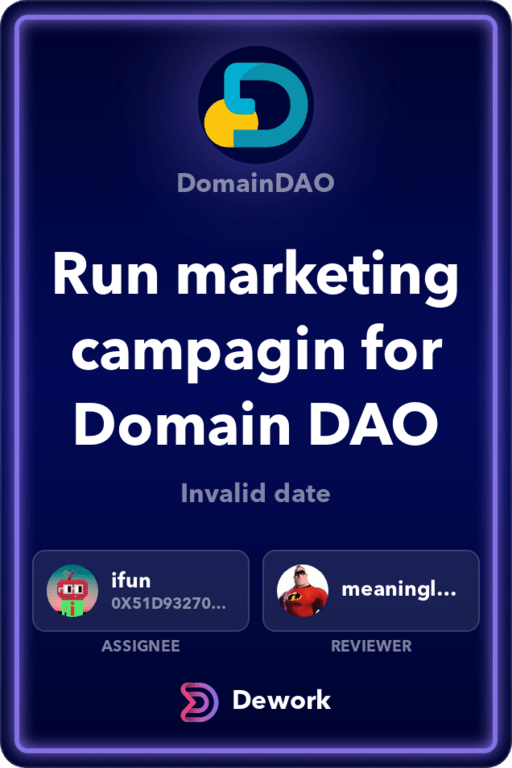 DomainDAO
Run marketing
campagin for
Domain DAO
Invalid date
ifun
0X51D93270...
meaningl...
ASSIGNEE
REVIEWER
Dework